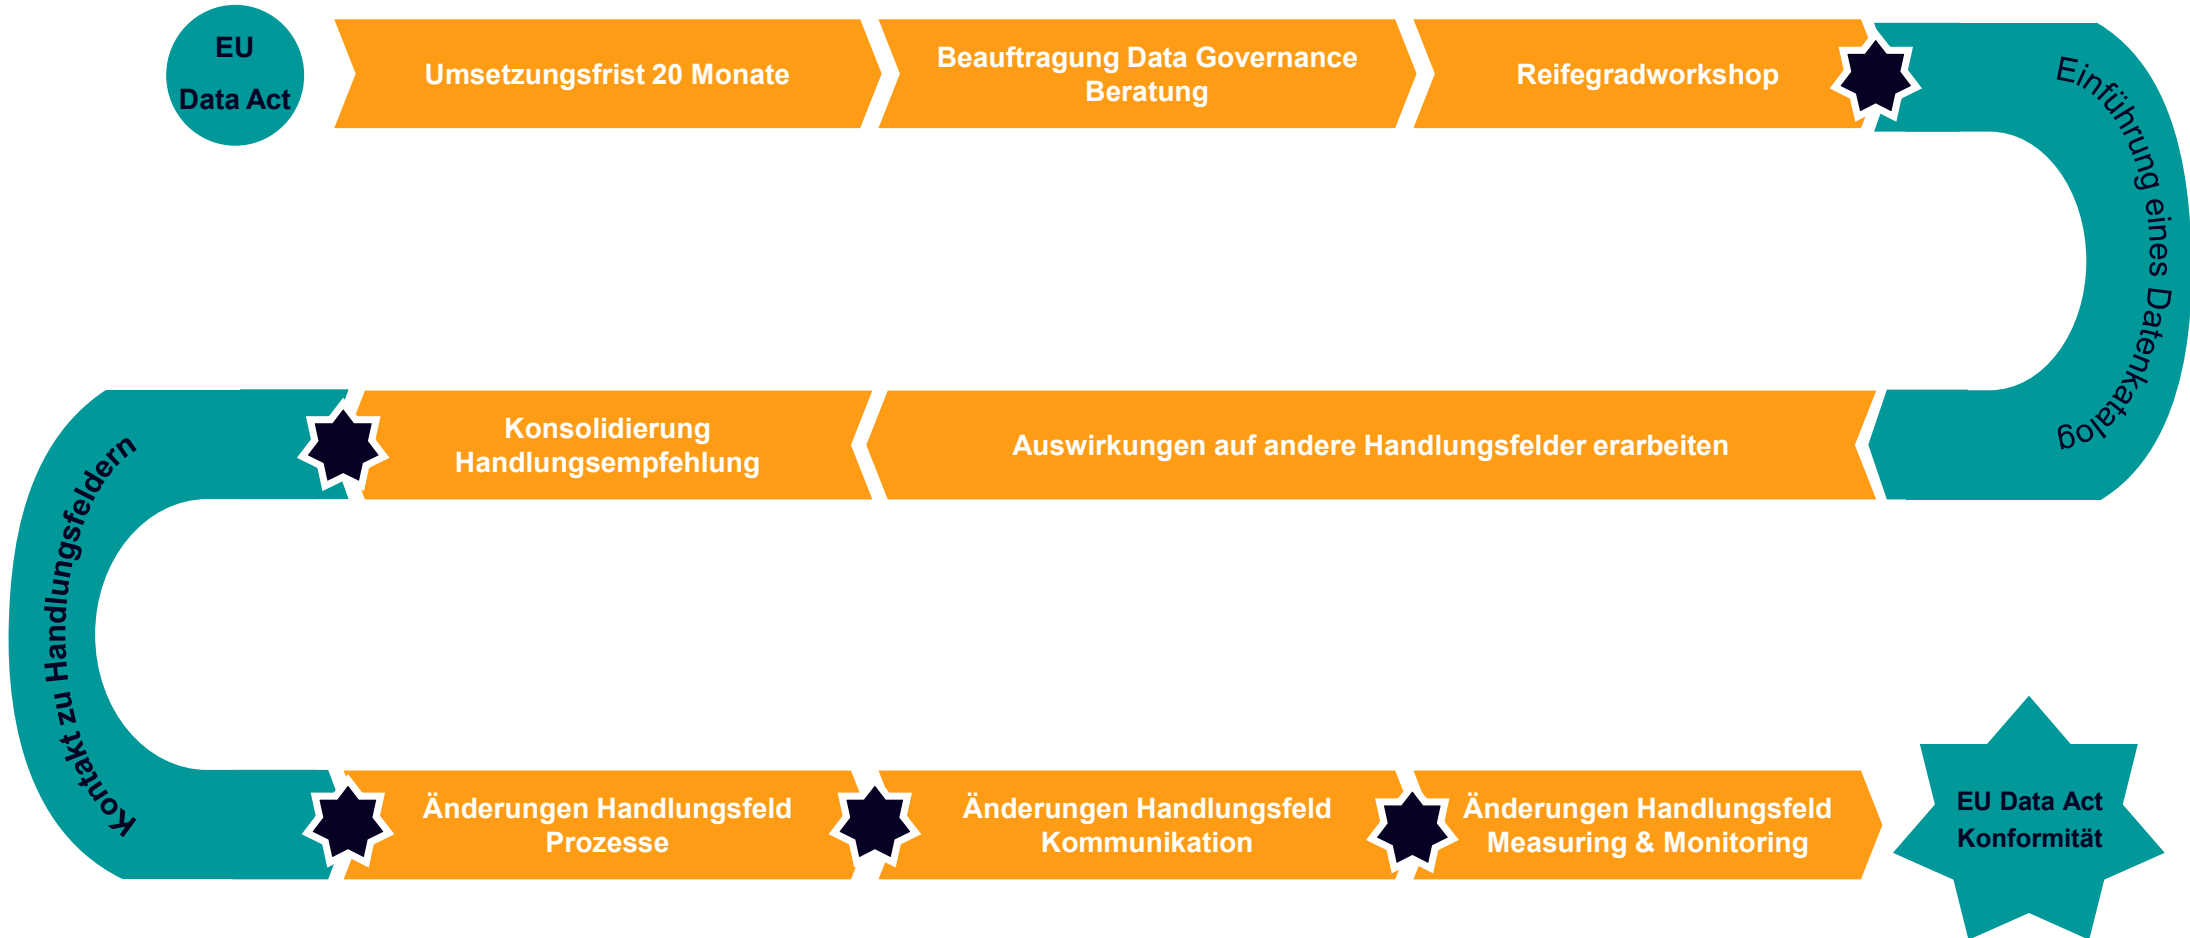 EU
Data Act
Umsetzungsfrist 20 Monate
Beauftragung Data Governance
Beratung
Reifegradworkshop
Einführung eines Datenkatalog
Auswirkungen auf andere Handlungsfelder erarbeiten
Konsolidierung
Handlungsempfehlung
Kontakt zu Handlungsfeldern
Änderungen Handlungsfeld
Prozesse
Änderungen Handlungsfeld
Kommunikation
Änderungen Handlungsfeld
Measuring & Monitoring
EU Data Act
Konformität